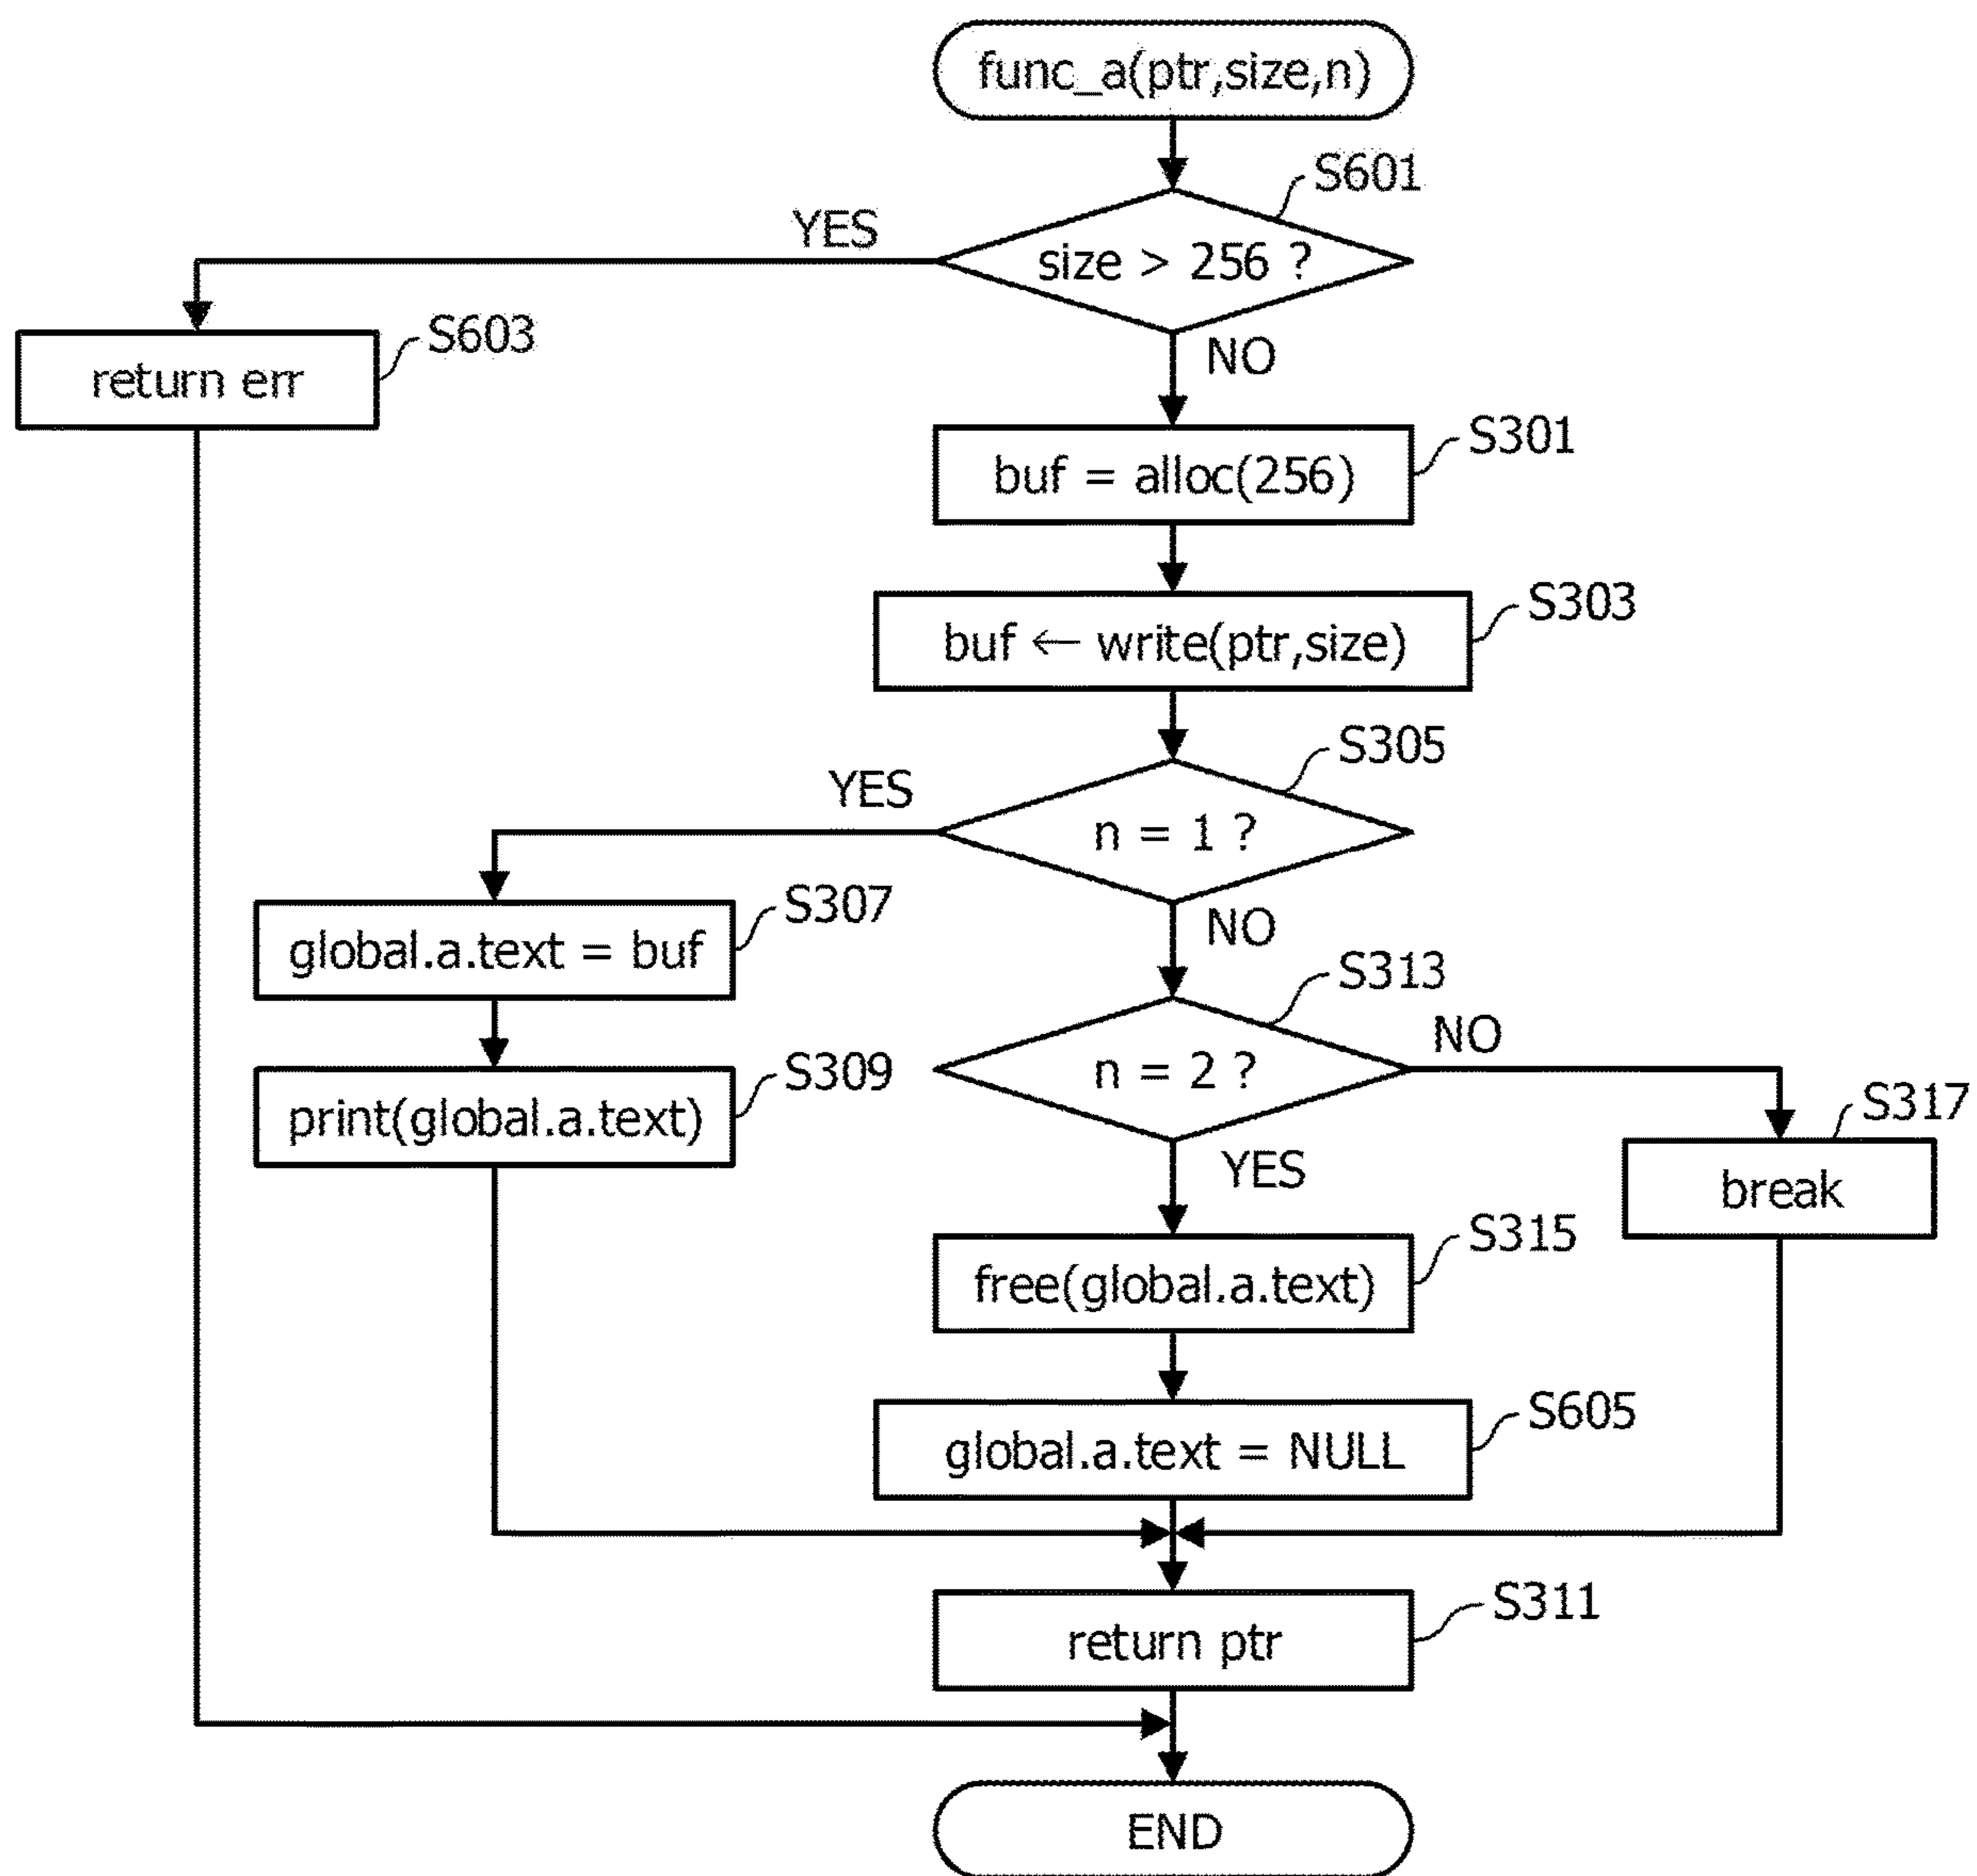 func_a(ptr,size,n)
S601
YES
size > 256 ?
S603
return err
NO
S301
buf = alloc(256)
S303
buf ← write(ptr,size)
S305
YES
n = 1 ?
S307
NO
global.a.text = buf
S313
NO
S309
n = 2 ?
print(global.a.text)
S317
YES
break
S315
free(global.a.text)
S605
global.a.text = NULL
S311
return ptr
END